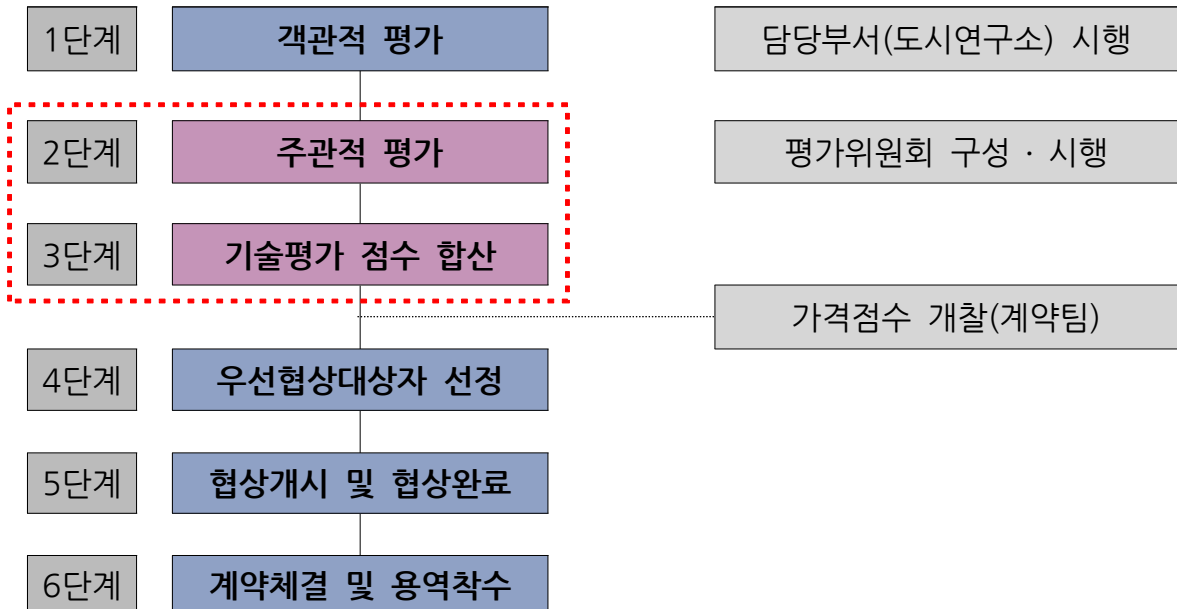 1단계 객관적 평가 담당부서(도시연구소) 시행
2단계 주관적 평가 평가위원회 구성 · 시행
3단계 기술평가 점수 합산
가격점수 개찰(계약팀)
4단계 우선협상대상자 선정
5단계 협상개시 및 협상완료
6단계 계약체결 및 용역착수